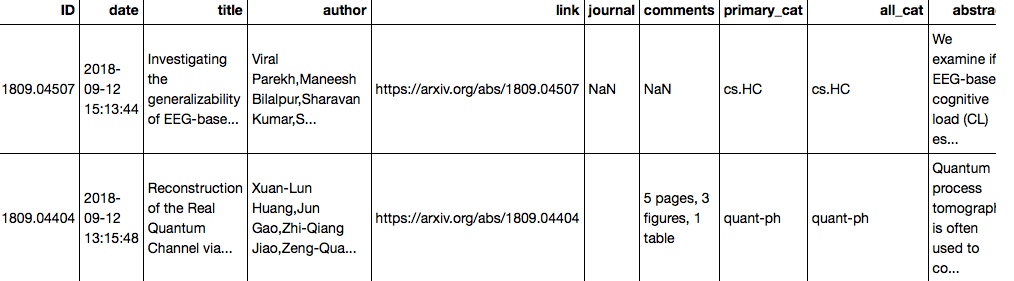 ID date title author link journal comments primary_cat all_cat abstra
1809.04507 2018-09-12 15:13:44 Investigating the generalizability of EEG-base... Viral Parekh,Maneesh Bilalpur,Sharavan Kumar,S... https://arxiv.org/abs/1809.04507 NaN NaN cs.HC cs.HC We examine if EEG-base cognitive load (CL) es...
1809.04404 2018-09-12 13:15:48 Reconstruction of the Real Quantum Channel via... Xuan-Lun Huang,Jun Gao,Zhi-Qiang Jiao,Zeng-Qua... https://arxiv.org/abs/1809.04404 5 pages, 3 figures, 1 table quant-ph quant-ph Quantum process tomograph is often used to co...